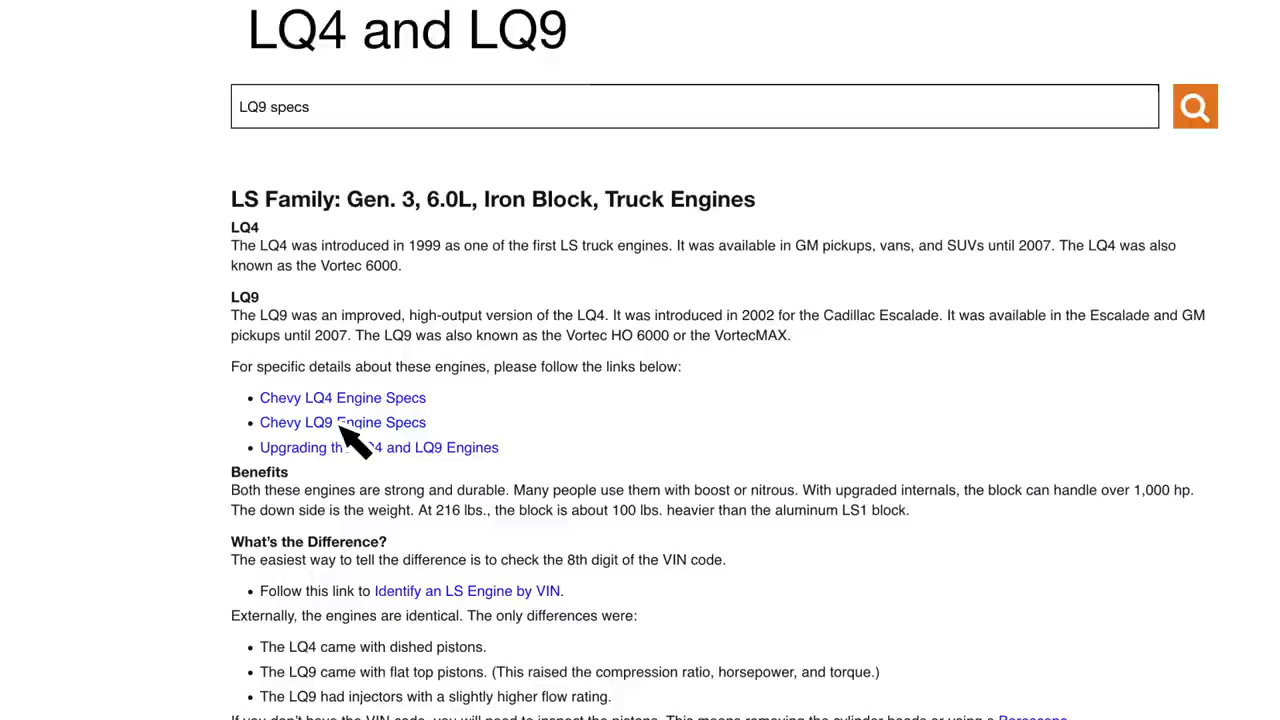 LQ4 and LQ9
LQ9 specs
LS Family: Gen. 3, 6.0L, Iron Block, Truck Engines
LQ4
The LQ4 was introduced in 1999 as one of the first LS truck engines. It was available in GM pickups, vans, and SUVs until 2007. The LQ4 was also
known as the Vortec 6000.
LQ9
The LQ9 was an improved, high-output version of the LQ4. It was introduced in 2002 for the Cadillac Escalade. It was available in the Escalade and GM
pickups until 2007. The LQ9 was also known as the Vortec HO 6000 or the VortecMAX.
For specific details about these engines, please follow the links below:
• Chevy LQ4 Engine Specs
• Chevy LQ9 Engine Specs
• Upgrading th Q4 and LQ9 Engines
Benefits
Both these engines are strong and durable. Many people use them with boost or nitrous. With upgraded internals, the block can handle over 1,000 hp.
The down side is the weight. At 216 lbs., the block is about 100 lbs. heavier than the aluminum LS1 block.
What's the Difference?
The easiest way to tell the difference is to check the 8th digit of the VIN code.
• Follow this link to Identify an LS Engine by VIN.
Externally, the engines are identical. The only differences were:
• The LQ4 came with dished pistons.
• The LQ9 came with flat top pistons. (This raised the compression ratio, horsepower, and torque.)
• The LQ9 had injectors with a slightly higher flow rating.
If you don't have the VIN code, you will need to inspect the pistons. This means removing the cylinder heads or using a Borescope